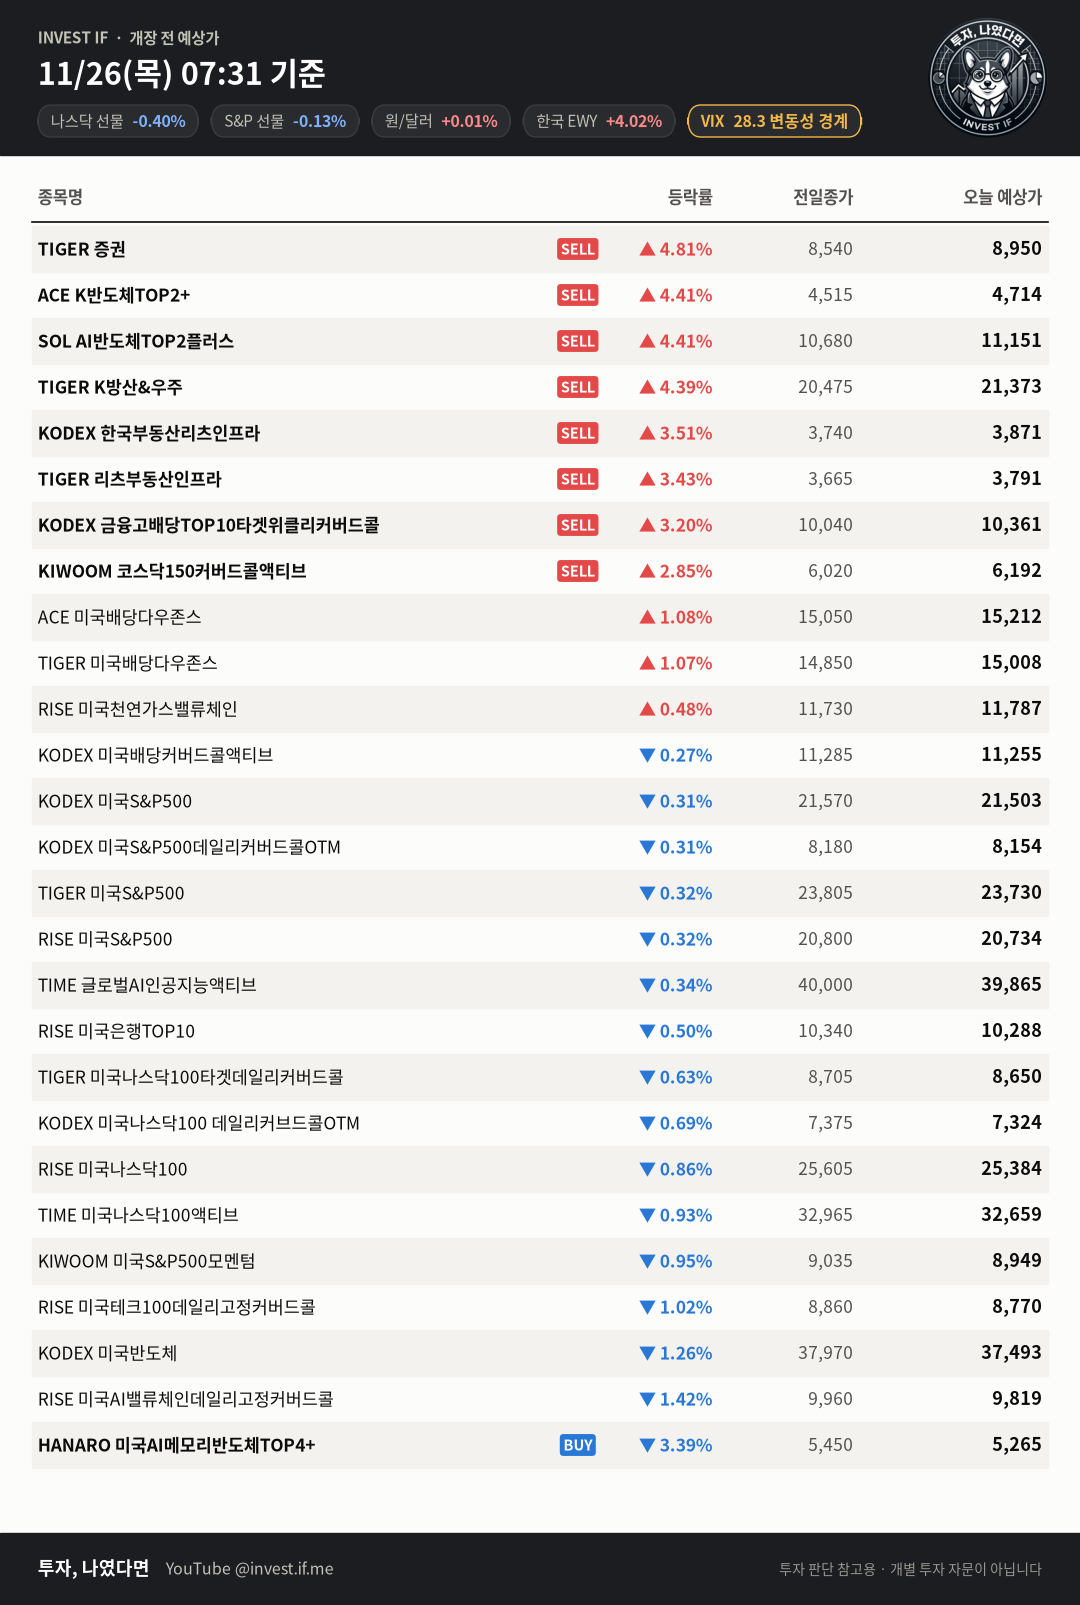 INVEST IF · 개장 전 예상가
11/26(목) 07:31 기준
나스닥 선물 -0.40% S&P 선물 -0.13% 원/달러 +0.01% 한국 EWY +4.02% VIX 28.3 변동성 경계
투자, 나였다면
INVEST IF
종목명 등락률 전일종가 오늘 예상가
TIGER 증권 SELL ▲ 4.81% 8,540 8,950
ACE K반도체TOP2+ SELL ▲ 4.41% 4,515 4,714
SOL AI반도체TOP2플러스 SELL ▲ 4.41% 10,680 11,151
TIGER K방산&우주 SELL ▲ 4.39% 20,475 21,373
KODEX 한국부동산리츠인프라 SELL ▲ 3.51% 3,740 3,871
TIGER 리츠부동산인프라 SELL ▲ 3.43% 3,665 3,791
KODEX 금융고배당TOP10타겟위클리커버드콜 SELL ▲ 3.20% 10,040 10,361
KIWOOM 코스닥150커버드콜액티브 SELL ▲ 2.85% 6,020 6,192
ACE 미국배당다우존스 ▲ 1.08% 15,050 15,212
TIGER 미국배당다우존스 ▲ 1.07% 14,850 15,008
RISE 미국천연가스밸류체인 ▲ 0.48% 11,730 11,787
KODEX 미국배당커버드콜액티브 ▼ 0.27% 11,285 11,255
KODEX 미국S&P500 ▼ 0.31% 21,570 21,503
KODEX 미국S&P500데일리커버드콜OTM ▼ 0.31% 8,180 8,154
TIGER 미국S&P500 ▼ 0.32% 23,805 23,730
RISE 미국S&P500 ▼ 0.32% 20,800 20,734
TIME 글로벌AI인공지능액티브 ▼ 0.34% 40,000 39,865
RISE 미국은행TOP10 ▼ 0.50% 10,340 10,288
TIGER 미국나스닥100타겟데일리커버드콜 ▼ 0.63% 8,705 8,650
KODEX 미국나스닥100 데일리커브드콜OTM ▼ 0.69% 7,375 7,324
RISE 미국나스닥100 ▼ 0.86% 25,605 25,384
TIME 미국나스닥100액티브 ▼ 0.93% 32,965 32,659
KIWOOM 미국S&P500모멘텀 ▼ 0.95% 9,035 8,949
RISE 미국테크100데일리고정커버드콜 ▼ 1.02% 8,860 8,770
KODEX 미국반도체 ▼ 1.26% 37,970 37,493
RISE 미국AI밸류체인데일리고정커버드콜 ▼ 1.42% 9,960 9,819
HANARO 미국AI메모리반도체TOP4+ BUY ▼ 3.39% 5,450 5,265
투자, 나였다면 YouTube @invest.if.me 투자 판단 참고용 · 개별 투자 자문이 아닙니다